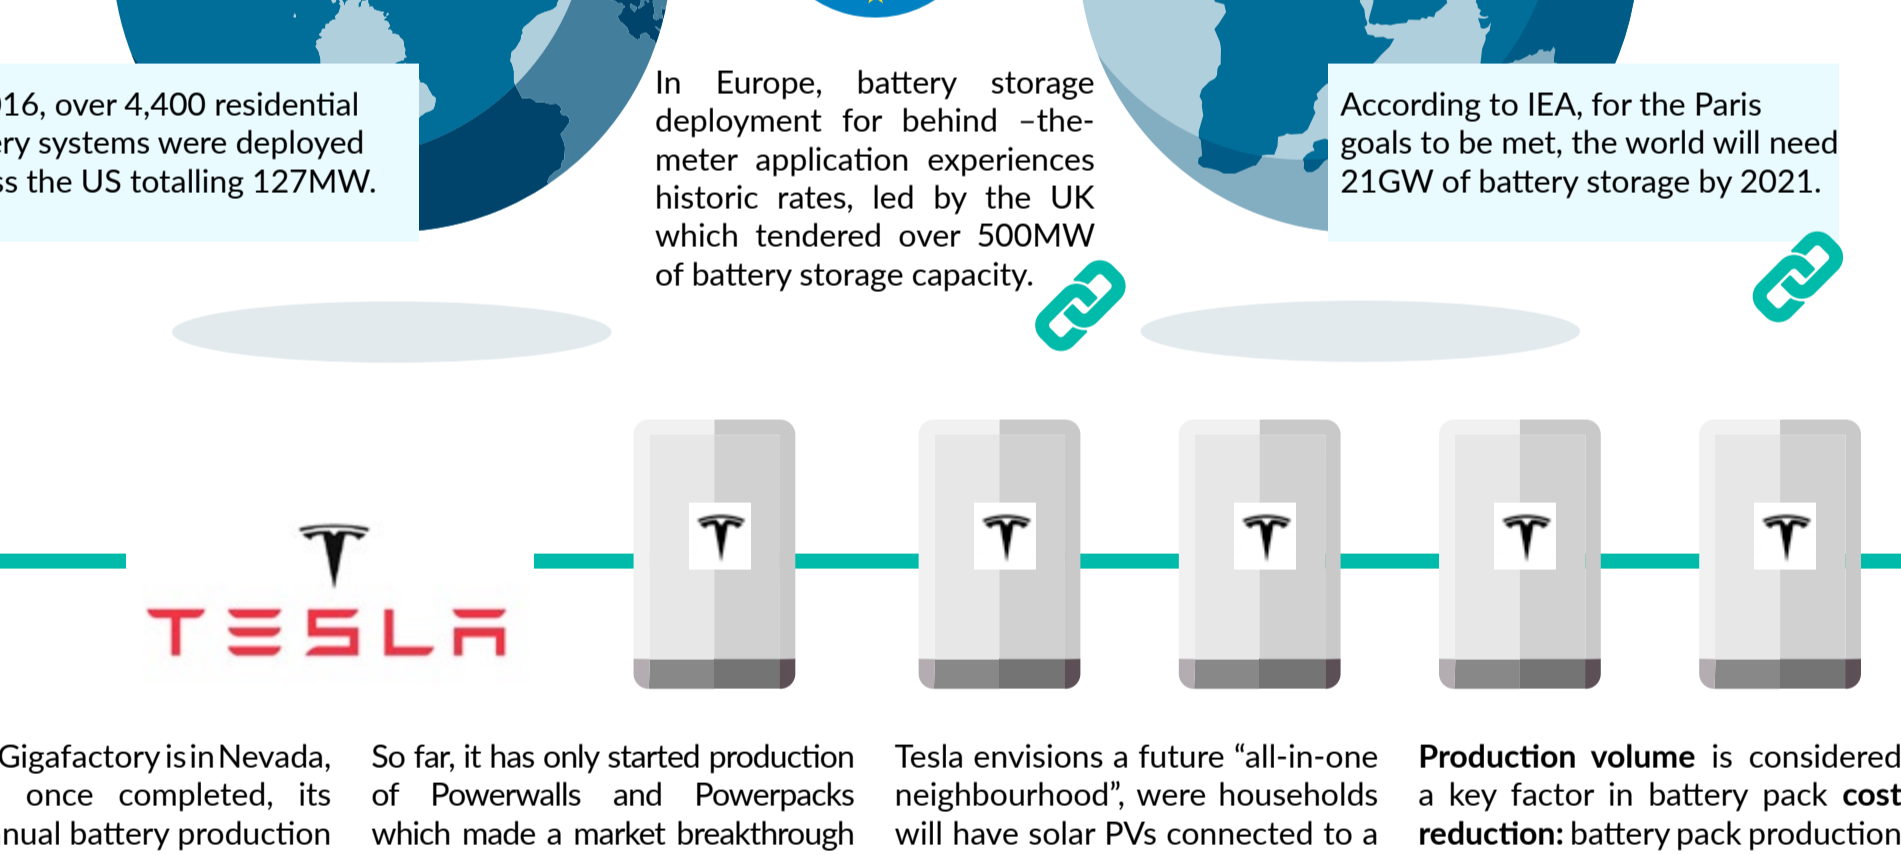 16, over 4,400 residential
ery systems were deployed
ss the US totalling 127MW.
In Europe, battery storage
deployment for behind –the-
meter application experiences
historic rates, led by the UK
which tendered over 500MW
of battery storage capacity.
According to IEA, for the Paris
goals to be met, the world will need
21GW of battery storage by 2021.
TESLA
Gigafactory is in Nevada,
once completed, its
nnual battery production
So far, it has only started production
of Powerwalls and Powerpacks
which made a market breakthrough
Tesla envisions a future “all-in-one
neighbourhood”, were households
will have solar PVs connected to a
Production volume is considered
a key factor in battery pack cost
reduction: battery pack production